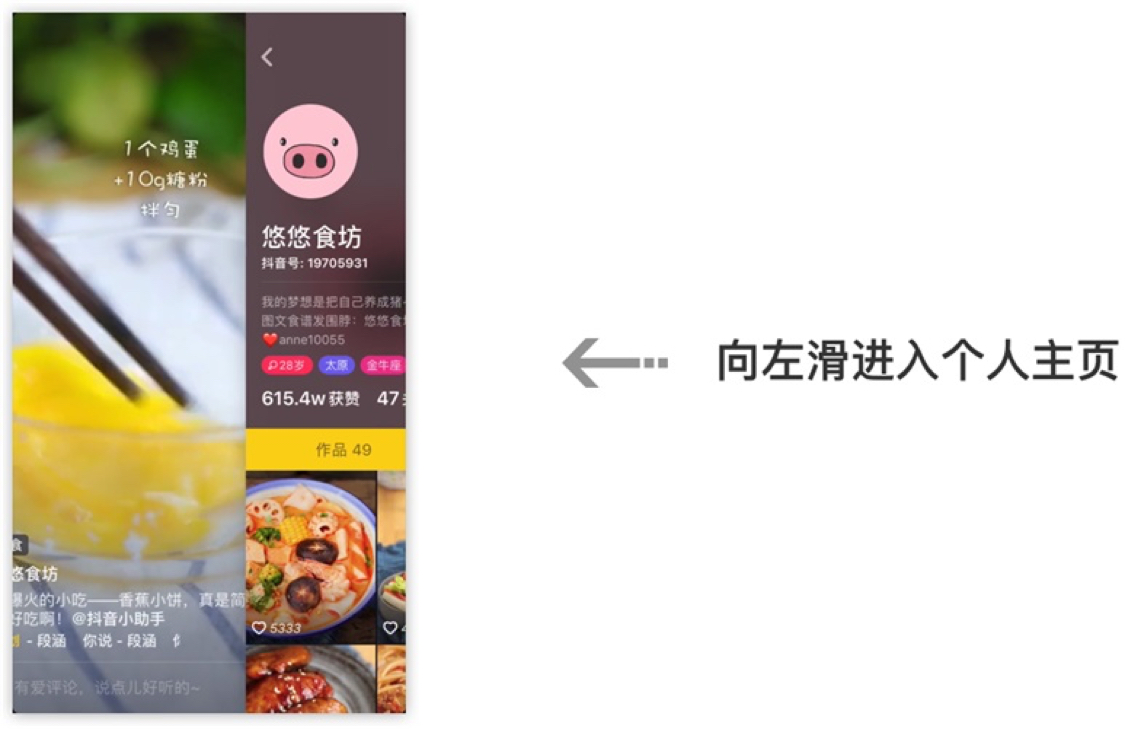 1个鸡蛋
+10g糖粉
拌匀
食
悠食坊
爆火的小吃——香蕉小饼，真是简
好吃啊！@抖音小助手
- 段涵 你说 - 段涵
有爱评论，说点儿好听的~
悠悠食坊
抖音号: 19705931
我的梦想是把自己养成猪
图文食谱发围脖：悠悠食
❤️anne10055
28岁 太原 金牛座
615.4w获赞 47
作品 49
5333
4
向左滑进入个人主页